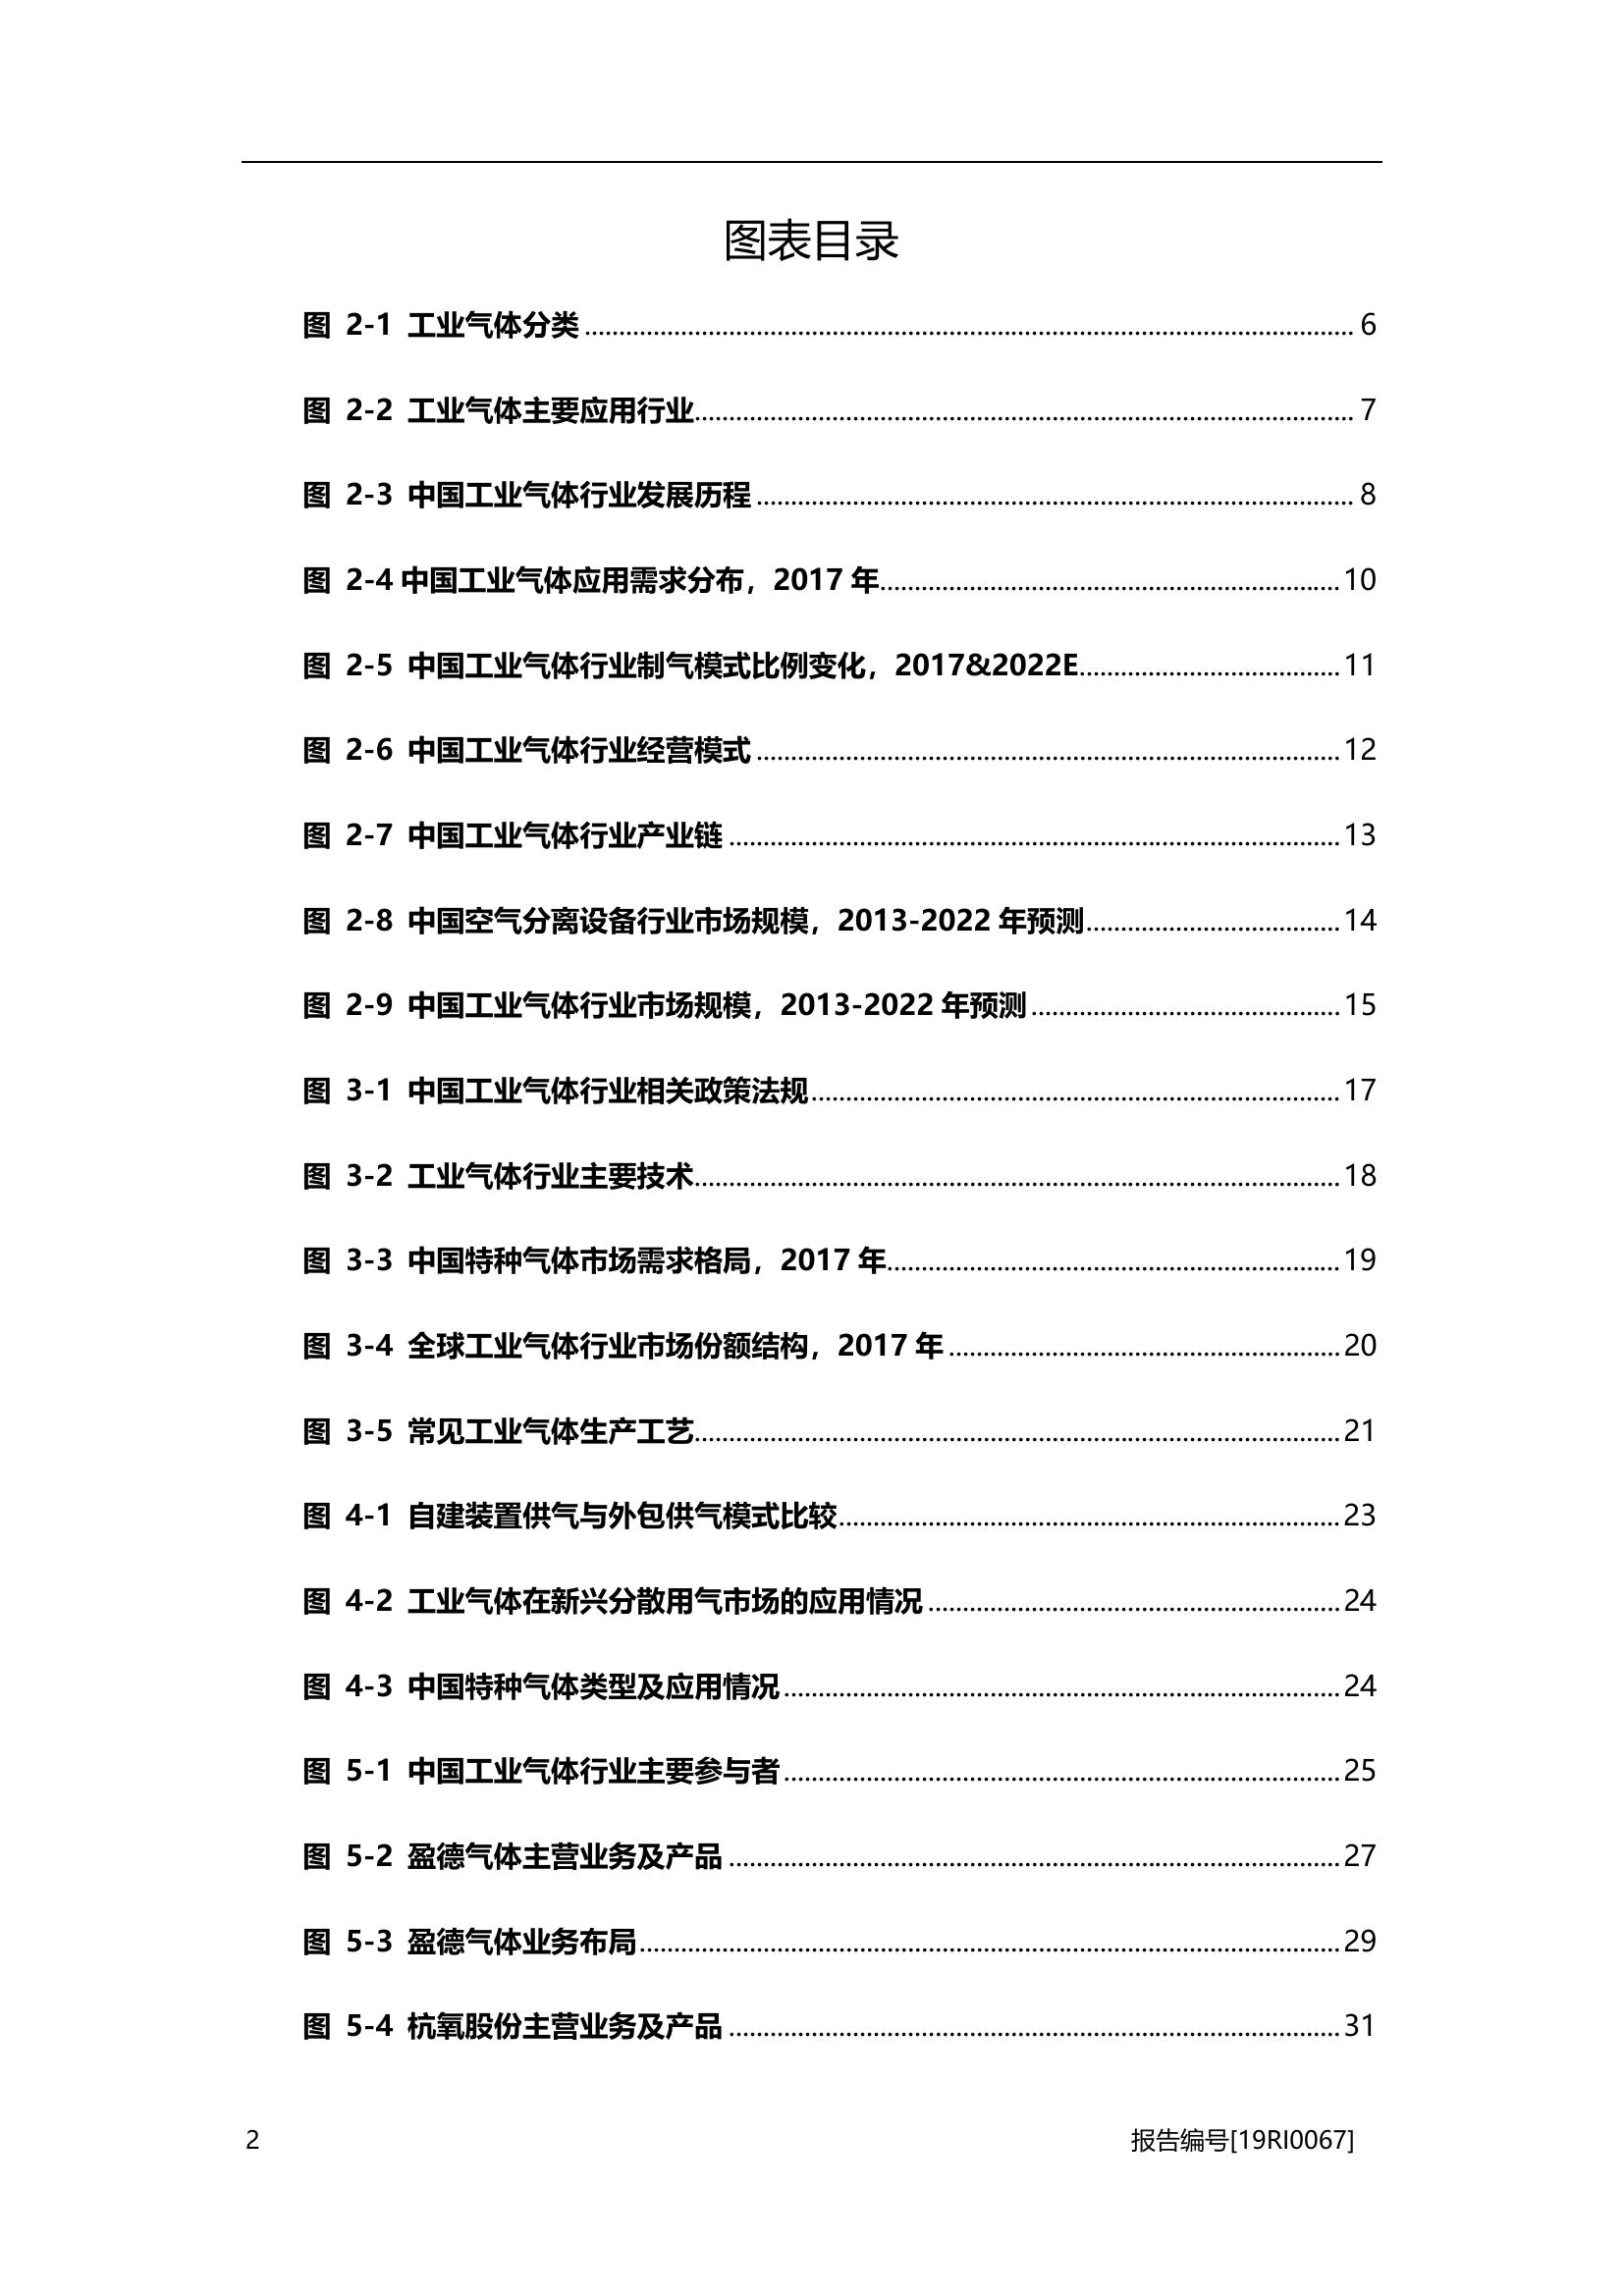 图表目录
图 2-1 工业气体分类........................................................................................................ 6
图 2-2 工业气体主要应用行业........................................................................................ 7
图 2-3 中国工业气体行业发展历程................................................................................ 8
图 2-4 中国工业气体应用需求分布，2017 年................................................................ 10
图 2-5 中国工业气体行业制气模式比例变化，2017&2022E...................................... 11
图 2-6 中国工业气体行业经营模式................................................................................ 12
图 2-7 中国工业气体行业产业链.................................................................................... 13
图 2-8 中国空气分离设备行业市场规模，2013-2022 年预测..................................... 14
图 2-9 中国工业气体行业市场规模，2013-2022 年预测............................................. 15
图 3-1 中国工业气体行业相关政策法规........................................................................ 17
图 3-2 工业气体行业主要技术........................................................................................ 18
图 3-3 中国特种气体市场需求格局，2017 年................................................................ 19
图 3-4 全球工业气体行业市场份额结构，2017 年........................................................ 20
图 3-5 常见工业气体生产工艺........................................................................................ 21
图 4-1 自建装置供气与外包供气模式比较.................................................................... 23
图 4-2 工业气体在新兴分散用气市场的应用情况........................................................ 24
图 4-3 中国特种气体类型及应用情况............................................................................ 24
图 5-1 中国工业气体行业主要参与者............................................................................ 25
图 5-2 盈德气体主营业务及产品.................................................................................... 27
图 5-3 盈德气体业务布局................................................................................................ 29
图 5-4 杭氧股份主营业务及产品.................................................................................... 31
2 报告编号[19RI0067]